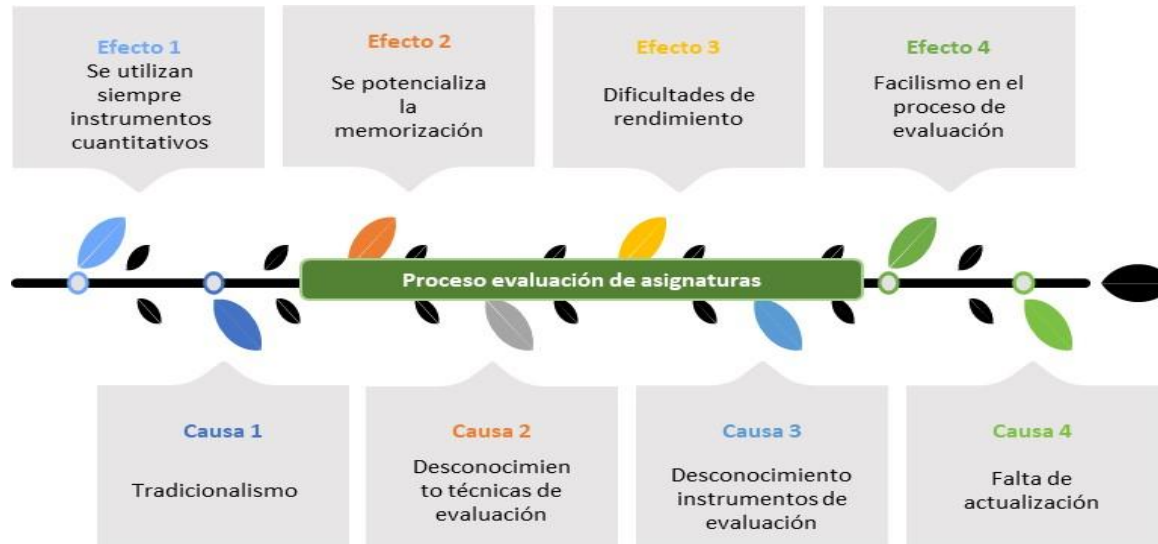 Efecto 1
Se utilizan
siempre
instrumentos
cuantitativos
Efecto 2
Se potencializa
la
memorización
Efecto 3
Dificultades de
rendimiento
Efecto 4
Facilismo en el
proceso de
evaluación
Proceso evaluación de asignaturas
Causa 1
Tradicionalismo
Causa 2
Desconocimien
to técnicas de
evaluación
Causa 3
Desconocimiento
instrumentos de
evaluación
Causa 4
Falta de
actualización